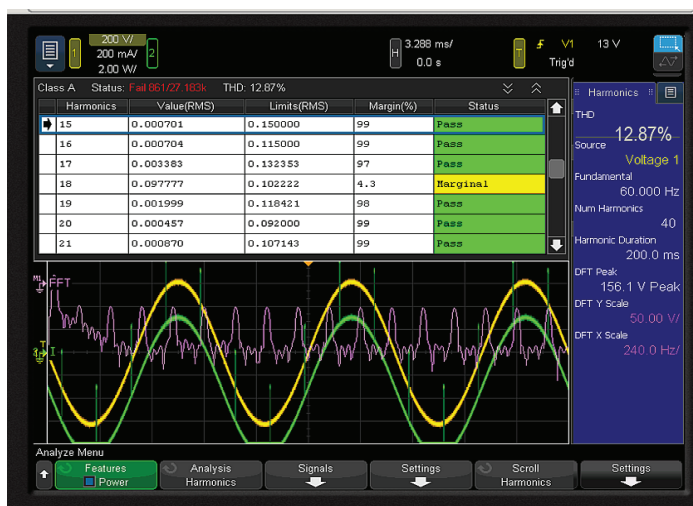 1 200 V/ 2 H 3.288 ms/ T V1 13 V
200 mA/ 0.0 s Trig'd
2.00 W/
Class A Status: Fail 861/27.183k THD: 12.87%
Harmonics Value(RMS) Limits(RMS) Margin(%) Status
15 0.000701 0.150000 99 Pass
16 0.000704 0.115000 99 Pass
17 0.003383 0.132353 97 Pass
18 0.097777 0.102222 4.3 Marginal
19 0.001999 0.118421 98 Pass
20 0.000457 0.092000 99 Pass
21 0.000870 0.107143 99 Pass
Harmonics
THD
12.87%
Source
Voltage 1
Fundamental
60.000 Hz
Num Harmonics
40
Harmonic Duration
200.0 ms
DFT Peak
156.1 V Peak
DFT Y Scale
50.00 V/
DFT X Scale
240.0 Hz/
M1 FFT
T
I
Analyze Menu
Features Analysis Signals Settings Scroll Settings
Power Harmonics Harmonics